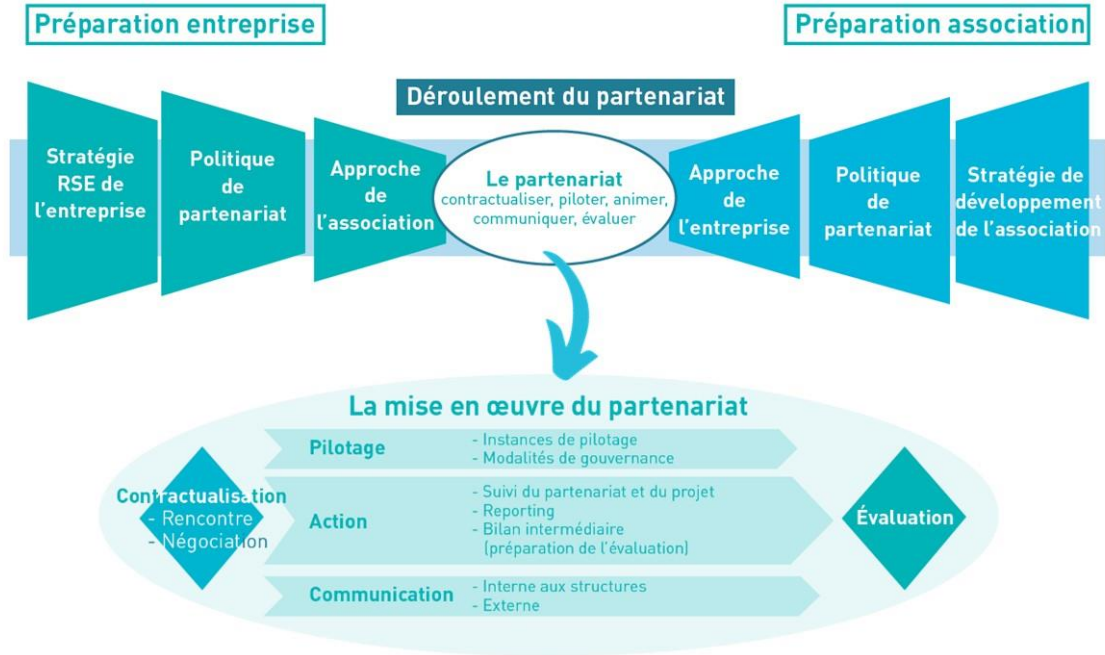 Préparation entreprise
Préparation association
Déroulement du partenariat
Stratégie
RSE de
l'entreprise
Politique
de
partenariat
Approche
de
l'association
Le partenariat
contractualiser, piloter, animer,
communiquer, évaluer
Approche
de
l'entreprise
Politique
de
partenariat
Stratégie de
développement
de l'association
La mise en œuvre du partenariat
Contractualisation
- Rencontre
- Négociation
Pilotage
- Instances de pilotage
- Modalités de gouvernance
Action
- Suivi du partenariat et du projet
- Reporting
- Bilan intermédiaire
(préparation de l'évaluation)
Communication
- Interne aux structures
- Externe
Évaluation